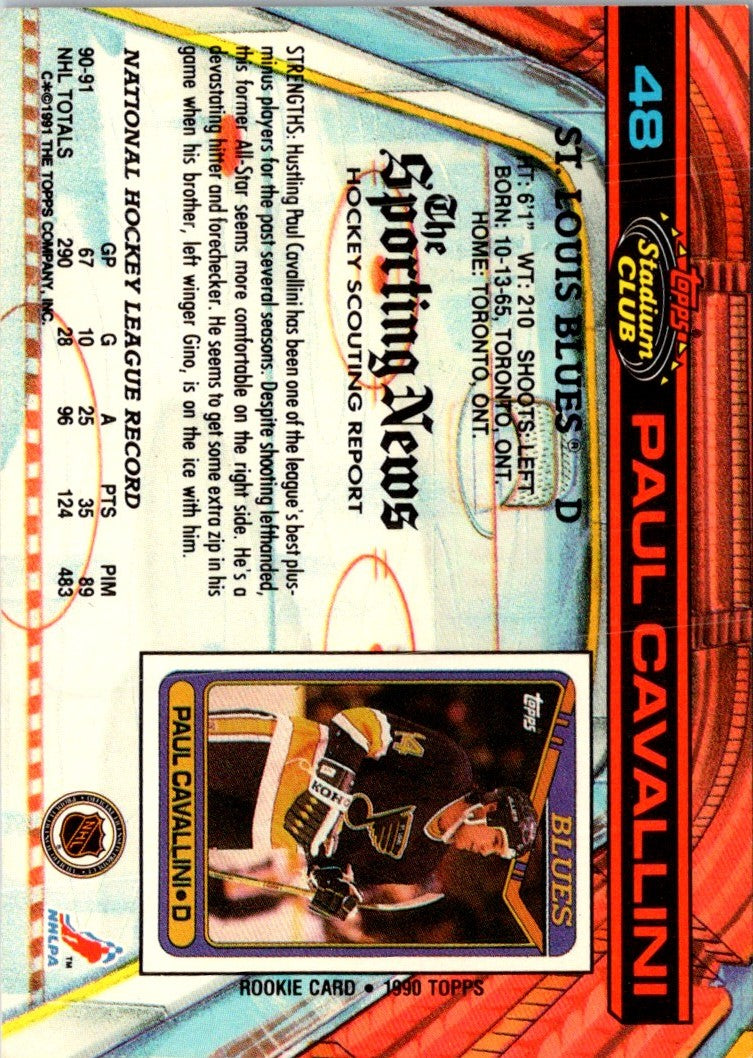 48
Topps
Stadium
CLUB
PAUL CAVALLINI
ST. LOUIS BLUES® D
HT: 6'1" WT: 210 SHOOTS: LEFT
BORN: 10-13-65, TORONTO, ONT.
HOME: TORONTO, ONT.
The
Sporting News
HOCKEY SCOUTING REPORT
STRENGTHS: Hustling Paul Cavallini has been one of the league's best plus-
minus players for the past several seasons. Despite shooting lefthanded,
this former All-Star seems more comfortable on the right side. He's a
devastating hitter and forechecker. He seems to get some extra zip in his
game when his brother, left winger Gino, is on the ice with him.
NATIONAL HOCKEY LEAGUE RECORD
GP G A PTS PIM
90-91 67 10 25 35 89
NHL TOTALS 290 28 96 124 483
C✱©1991 THE TOPPS COMPANY, INC.
BLUES
TOPPS
14
KOHO
PAUL CAVALLINI•D
ROOKIE CARD • 1990 TOPPS
NHL
NHLPA
™